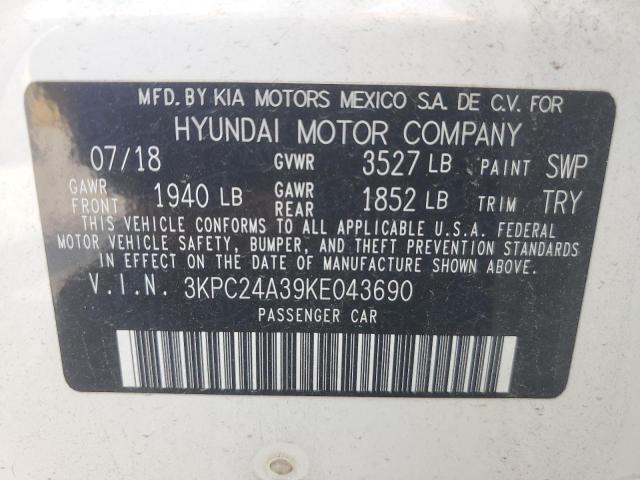 MFD. BY KIA MOTORS MEXICO S.A. DE C.V. FOR
HYUNDAI MOTOR COMPANY
07/18 GVWR 3527 LB PAINT SWP
GAWR FRONT 1940 LB GAWR REAR 1852 LB TRIM TRY
THIS VEHICLE CONFORMS TO ALL APPLICABLE U.S.A. FEDERAL
MOTOR VEHICLE SAFETY, BUMPER, AND THEFT PREVENTION STANDARDS
IN EFFECT ON THE DATE OF MANUFACTURE SHOWN ABOVE.
V.I.N. 3KPC24A39KE043690
PASSENGER CAR